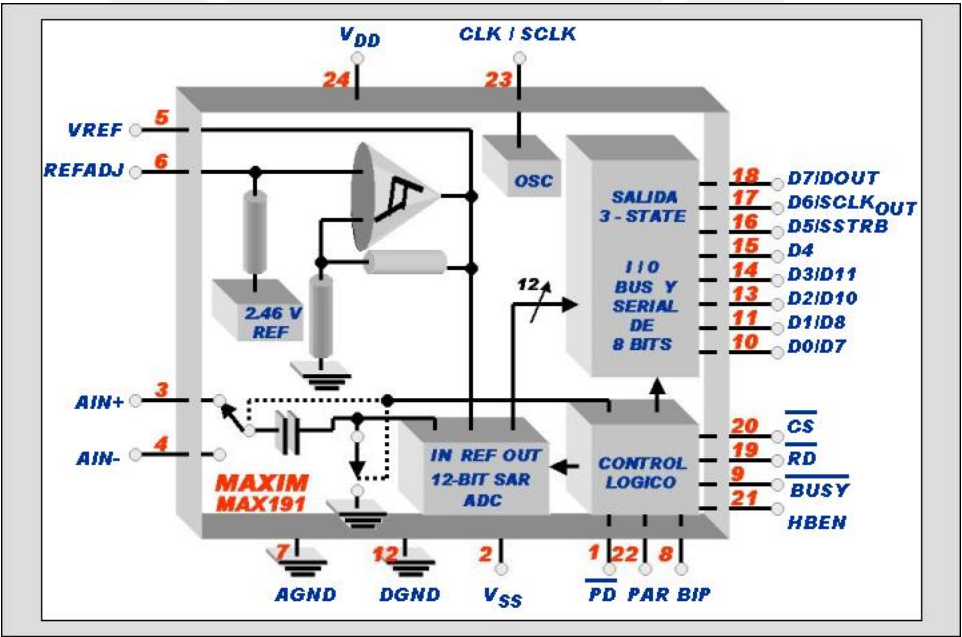 VDD
CLK / SCLK
24
23
VREF
5
REFADJ
6
OSC
SALIDA
3 - STATE
I I O
BUS Y
SERIAL
DE
8 BITS
18 D7/DOUT
17 D6/SCLKOUT
16 D5/SSTRB
15 D4
14 D3/D11
13 D2/D10
11 D1/D8
10 D0/D7
12
2.46 V
REF
AIN+
3
AIN-
4
MAXIM
MAX191
IN REF OUT
12-BIT SAR
ADC
CONTROL
LOGICO
20 CS
19 RD
9 BUSY
21 HBEN
7
12
2
1
22
8
AGND
DGND
VSS
PD
PAR
BIP